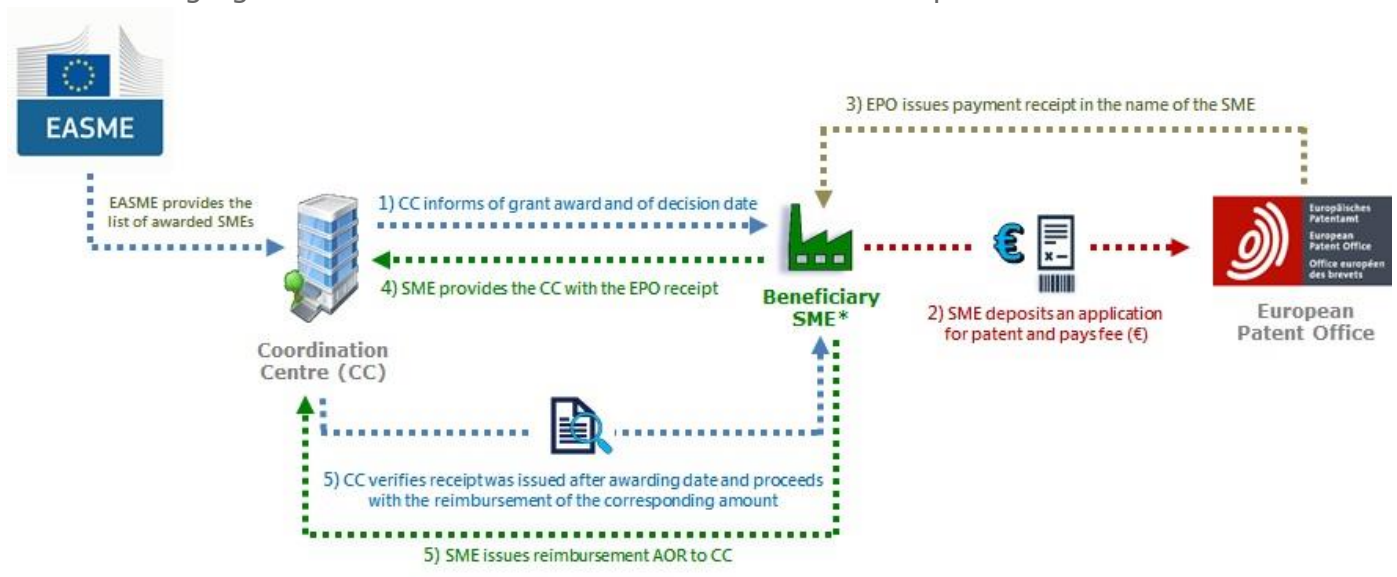 EASME
EASME provides the
list of awarded SMEs
1) CC informs of grant award and of decision date
3) EPO issues payment receipt in the name of the SME
€
Europäisches
Patentamt
European
Patent Office
Office européen
des brevets
4) SME provides the CC with the EPO receipt
Beneficiary
SME*
2) SME deposits an application
for patent and pays fee (€)
European
Patent Office
Coordination
Centre (CC)
5) CC verifies receipt was issued after awarding date and proceeds
with the reimbursement of the corresponding amount
5) SME issues reimbursement AOR to CC